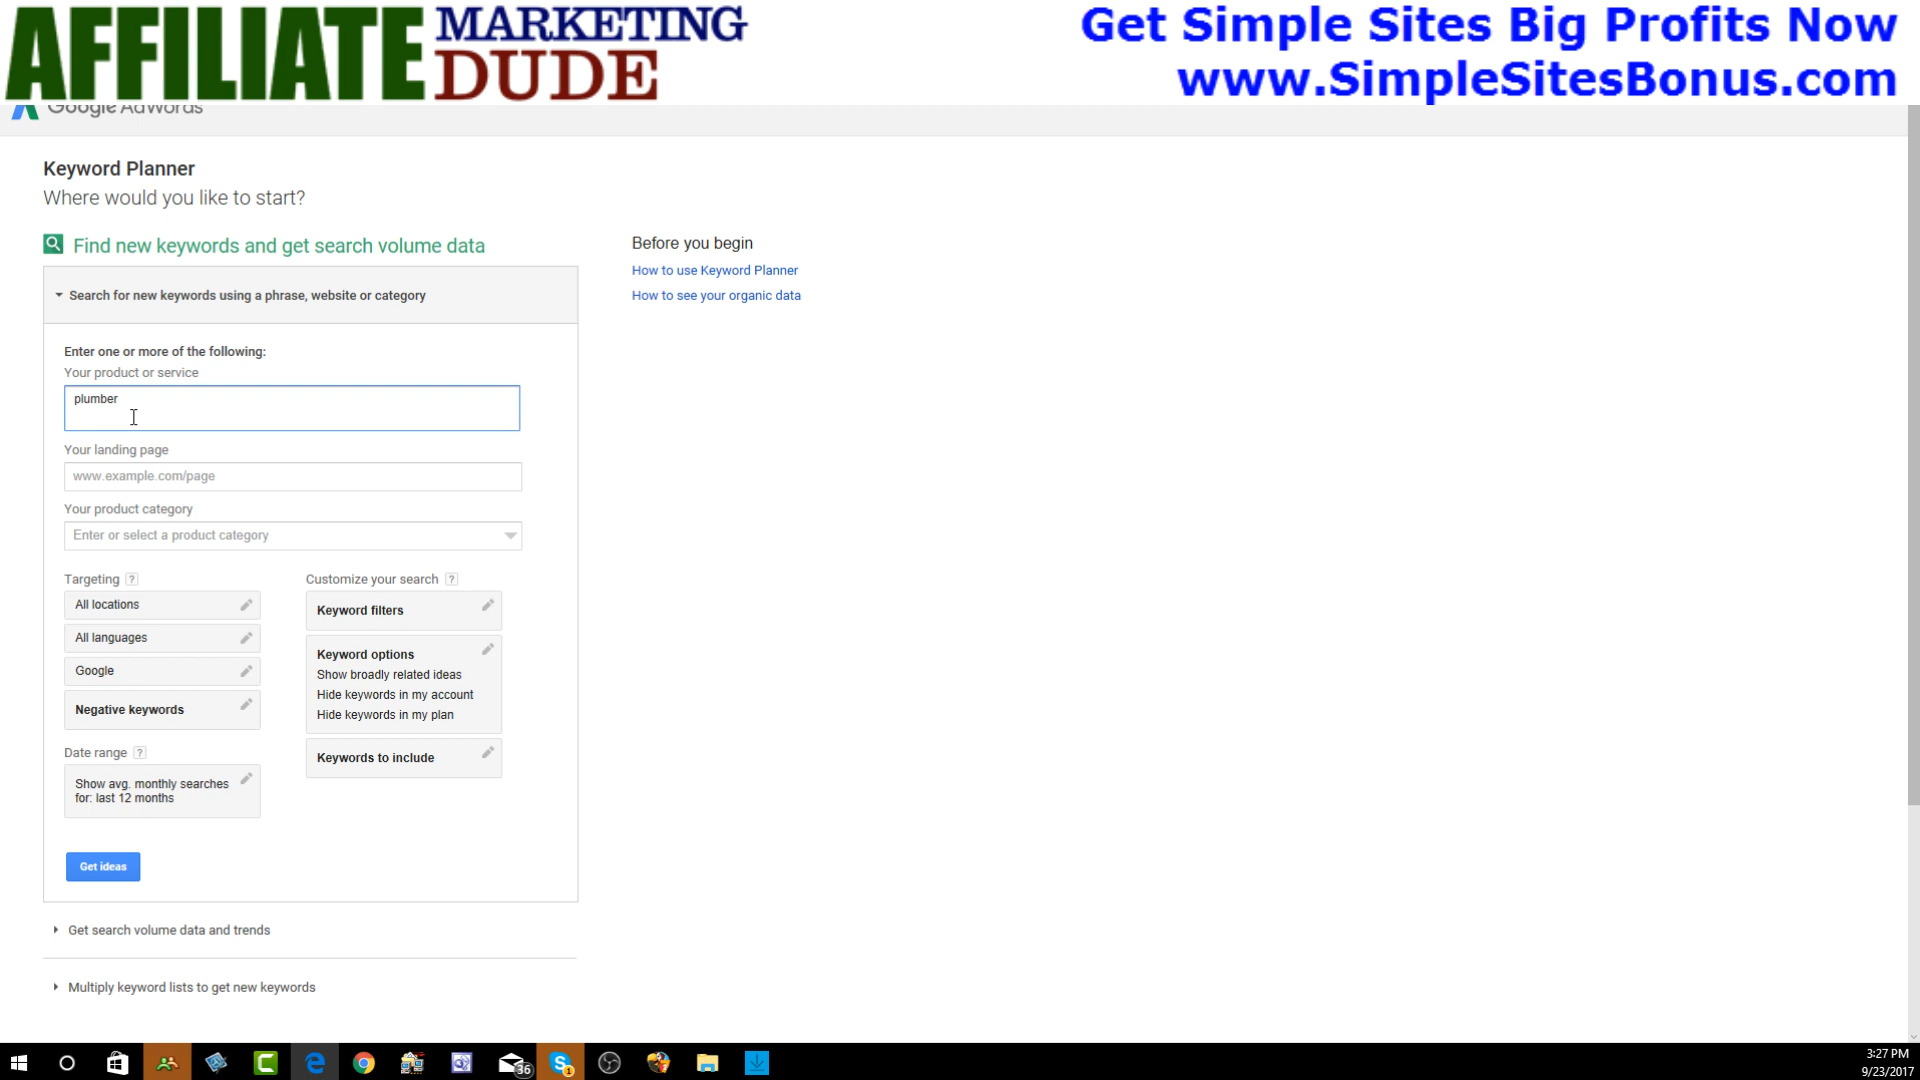 AFFILIATE MARKETING DUDE
Get Simple Sites Big Profits Now
www.SimpleSitesBonus.com
Google AdWords
Keyword Planner
Where would you like to start?
Find new keywords and get search volume data
Search for new keywords using a phrase, website or category
Enter one or more of the following:
Your product or service
plumber
Your landing page
www.example.com/page
Your product category
Enter or select a product category
Targeting ?
All locations
All languages
Google
Negative keywords
Date range ?
Show avg. monthly searches
for: last 12 months
Customize your search ?
Keyword filters
Keyword options
Show broadly related ideas
Hide keywords in my account
Hide keywords in my plan
Keywords to include
Get ideas
Get search volume data and trends
Multiply keyword lists to get new keywords
Before you begin
How to use Keyword Planner
How to see your organic data
36
1
3:27 PM
9/23/2017